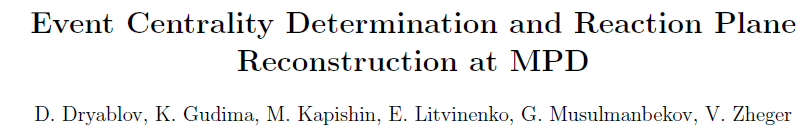 Event Centrality Determination and Reaction Plane
Reconstruction at MPD
D. Dryablov, K. Gudima, M. Kapishin, E. Litvinenko, G. Musulmanbekov, V. Zheger